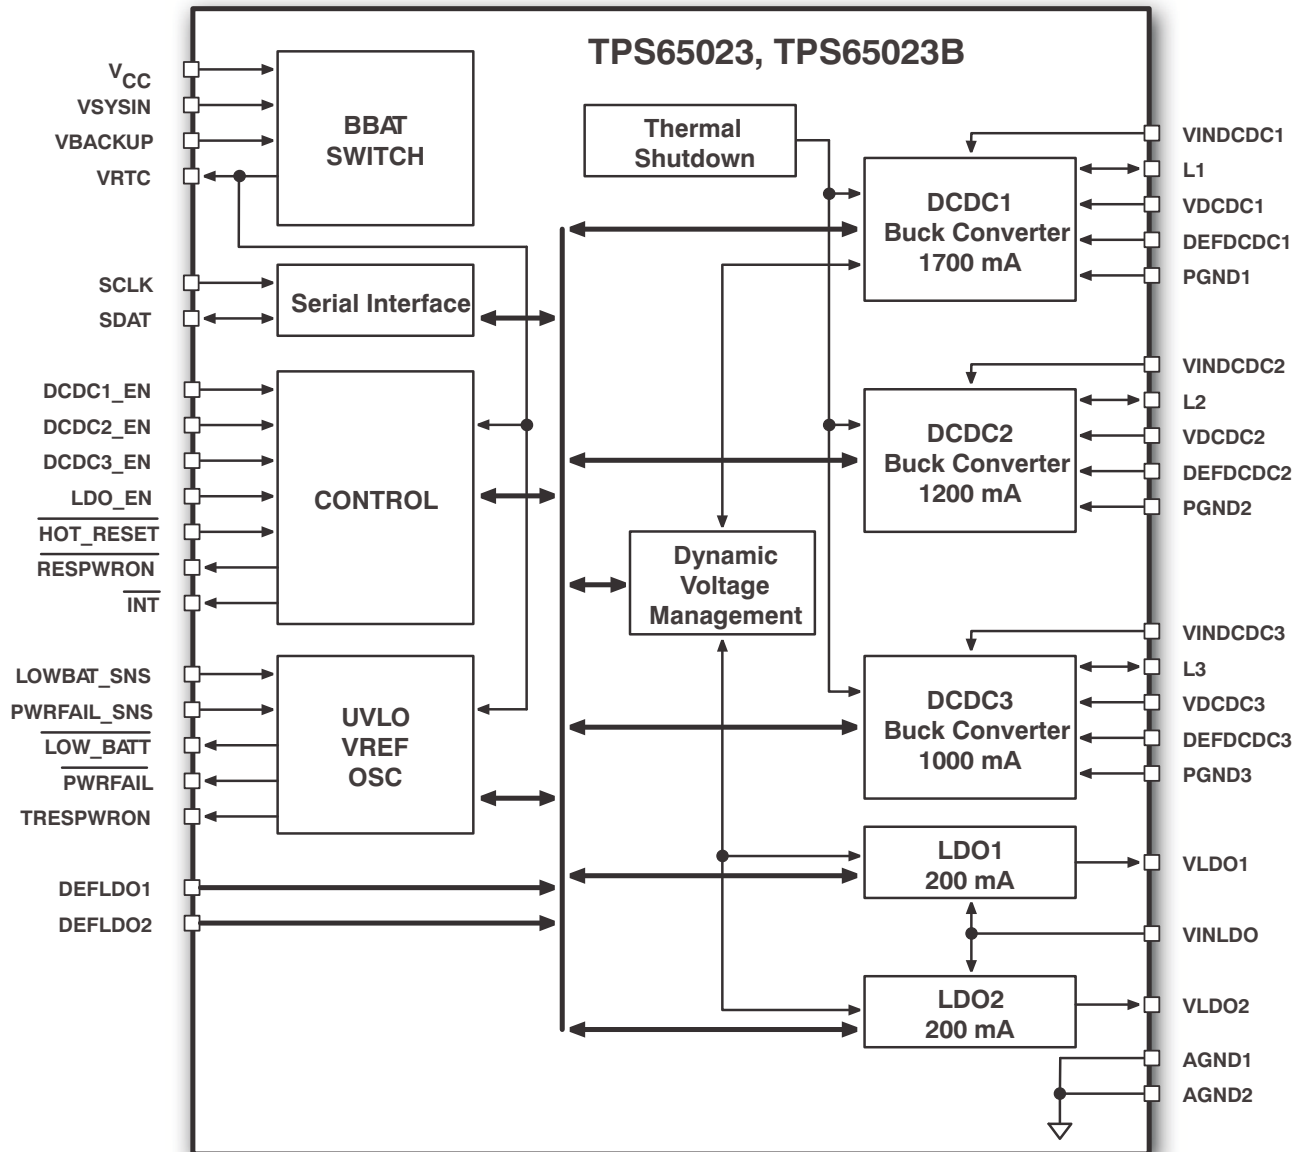 TPS65023, TPS65023B
VCC
VSYSIN
VBACKUP
VRTC
BBAT
SWITCH
SCLK
SDAT
Serial Interface
DCDC1_EN
DCDC2_EN
DCDC3_EN
LDO_EN
HOT_RESET
RESPWRON
INT
CONTROL
LOWBAT_SNS
PWRFAIL_SNS
LOW_BATT
PWRFAIL
TRESPWRON
UVLO
VREF
OSC
DEFLDO1
DEFLDO2
Thermal
Shutdown
Dynamic
Voltage
Management
DCDC1
Buck Converter
1700 mA
VINDCDC1
L1
VDCDC1
DEFDCDC1
PGND1
DCDC2
Buck Converter
1200 mA
VINDCDC2
L2
VDCDC2
DEFDCDC2
PGND2
DCDC3
Buck Converter
1000 mA
VINDCDC3
L3
VDCDC3
DEFDCDC3
PGND3
LDO1
200 mA
VLDO1
VINLDO
LDO2
200 mA
VLDO2
AGND1
AGND2